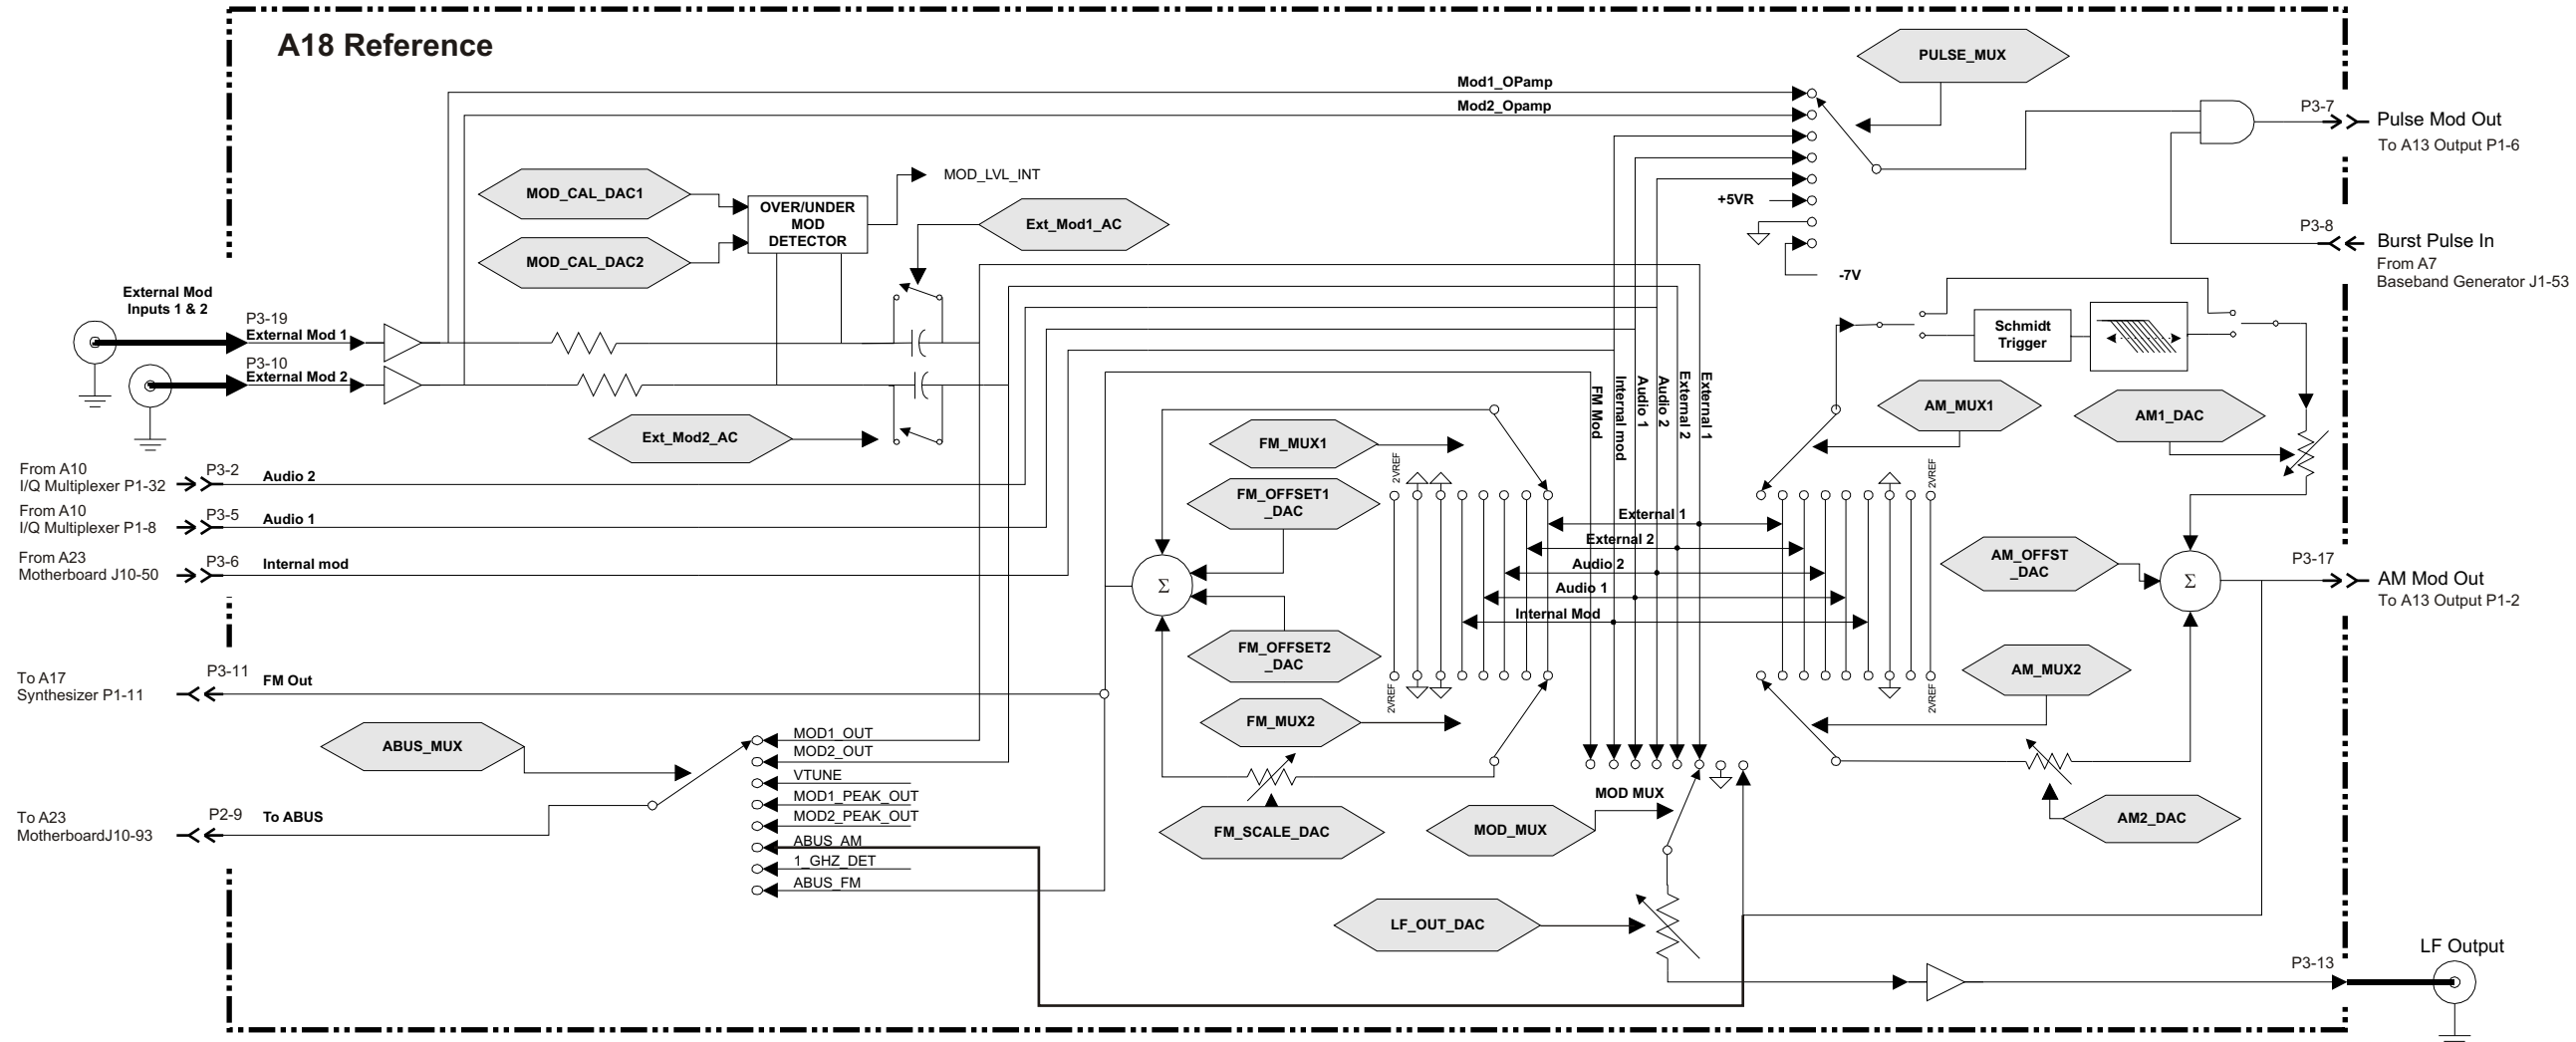 A18 Reference
PULSE_MUX
Mod1_OPamp
Mod2_Opamp
P3-7
Pulse Mod Out
To A13 Output P1-6
MOD_CAL_DAC1
MOD_LVL_INT
OVER/UNDER
MOD
DETECTOR
Ext_Mod1_AC
MOD_CAL_DAC2
+5VR
-7V
P3-8
Burst Pulse In
From A7
Baseband Generator J1-53
External Mod
Inputs 1 & 2
P3-19
External Mod 1
P3-10
External Mod 2
Schmidt
Trigger
Ext_Mod2_AC
FM Mod
Internal mod
Audio 1
Audio 2
External 2
External 1
AM_MUX1
AM1_DAC
FM_MUX1
2VREF
2VREF
From A10
I/Q Multiplexer P1-32
P3-2
Audio 2
FM_OFFSET1
_DAC
From A10
I/Q Multiplexer P1-8
P3-5
Audio 1
External 1
External 2
Audio 2
Audio 1
Internal Mod
From A23
Motherboard J10-50
P3-6
Internal mod
Σ
AM_OFFST
_DAC
Σ
P3-17
AM Mod Out
To A13 Output P1-2
FM_OFFSET2
_DAC
AM_MUX2
To A17
Synthesizer P1-11
P3-11
FM Out
2VREF
2VREF
FM_MUX2
ABUS_MUX
MOD1_OUT
MOD2_OUT
VTUNE
MOD1_PEAK_OUT
MOD2_PEAK_OUT
ABUS_AM
1_GHZ_DET
ABUS_FM
To A23
MotherboardJ10-93
P2-9
To ABUS
FM_SCALE_DAC
MOD MUX
MOD_MUX
AM2_DAC
LF_OUT_DAC
P3-13
LF Output